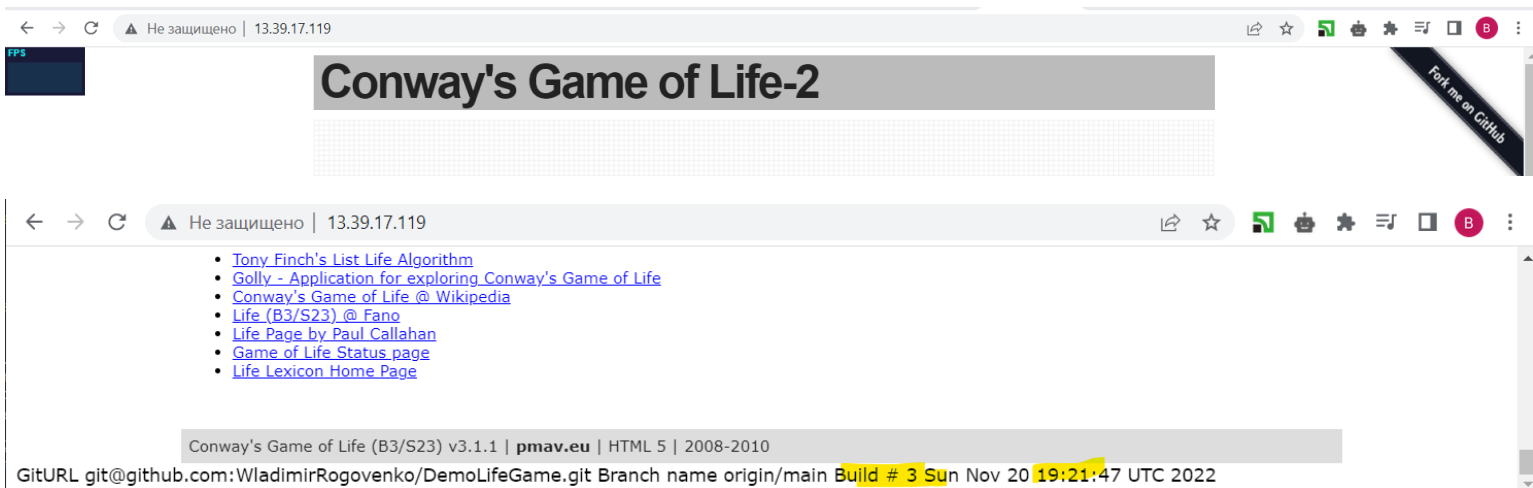 Не защищено | 13.39.17.119
B
FPS
Conway's Game of Life-2
Fork me on GitHub
Не защищено | 13.39.17.119
B
Tony Finch's List Life Algorithm
Golly - Application for exploring Conway's Game of Life
Conway's Game of Life @ Wikipedia
Life (B3/S23) @ Fano
Life Page by Paul Callahan
Game of Life Status page
Life Lexicon Home Page
Conway's Game of Life (B3/S23) v3.1.1 | pmav.eu | HTML 5 | 2008-2010
GitURL git@github.com:WladimirRogovenko/DemoLifeGame.git Branch name origin/main Build # 3 Sun Nov 20 19:21:47 UTC 2022